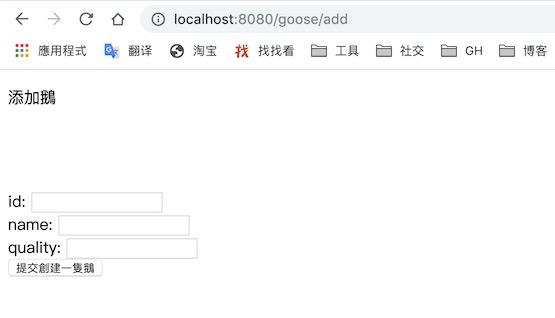 localhost:8080/goose/add
應用程式 翻译 淘宝 找 找找看 工具 社交 GH 博客
添加鵝
id:
name:
quality:
提交創建一隻鵝